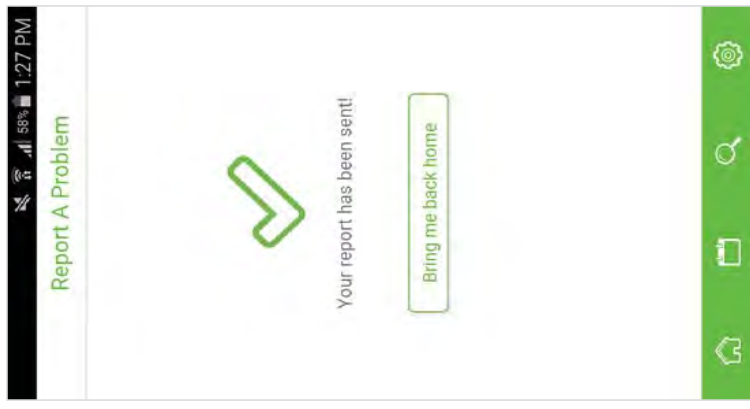 58% 1:27 PM
Report A Problem
Your report has been sent!
Bring me back home